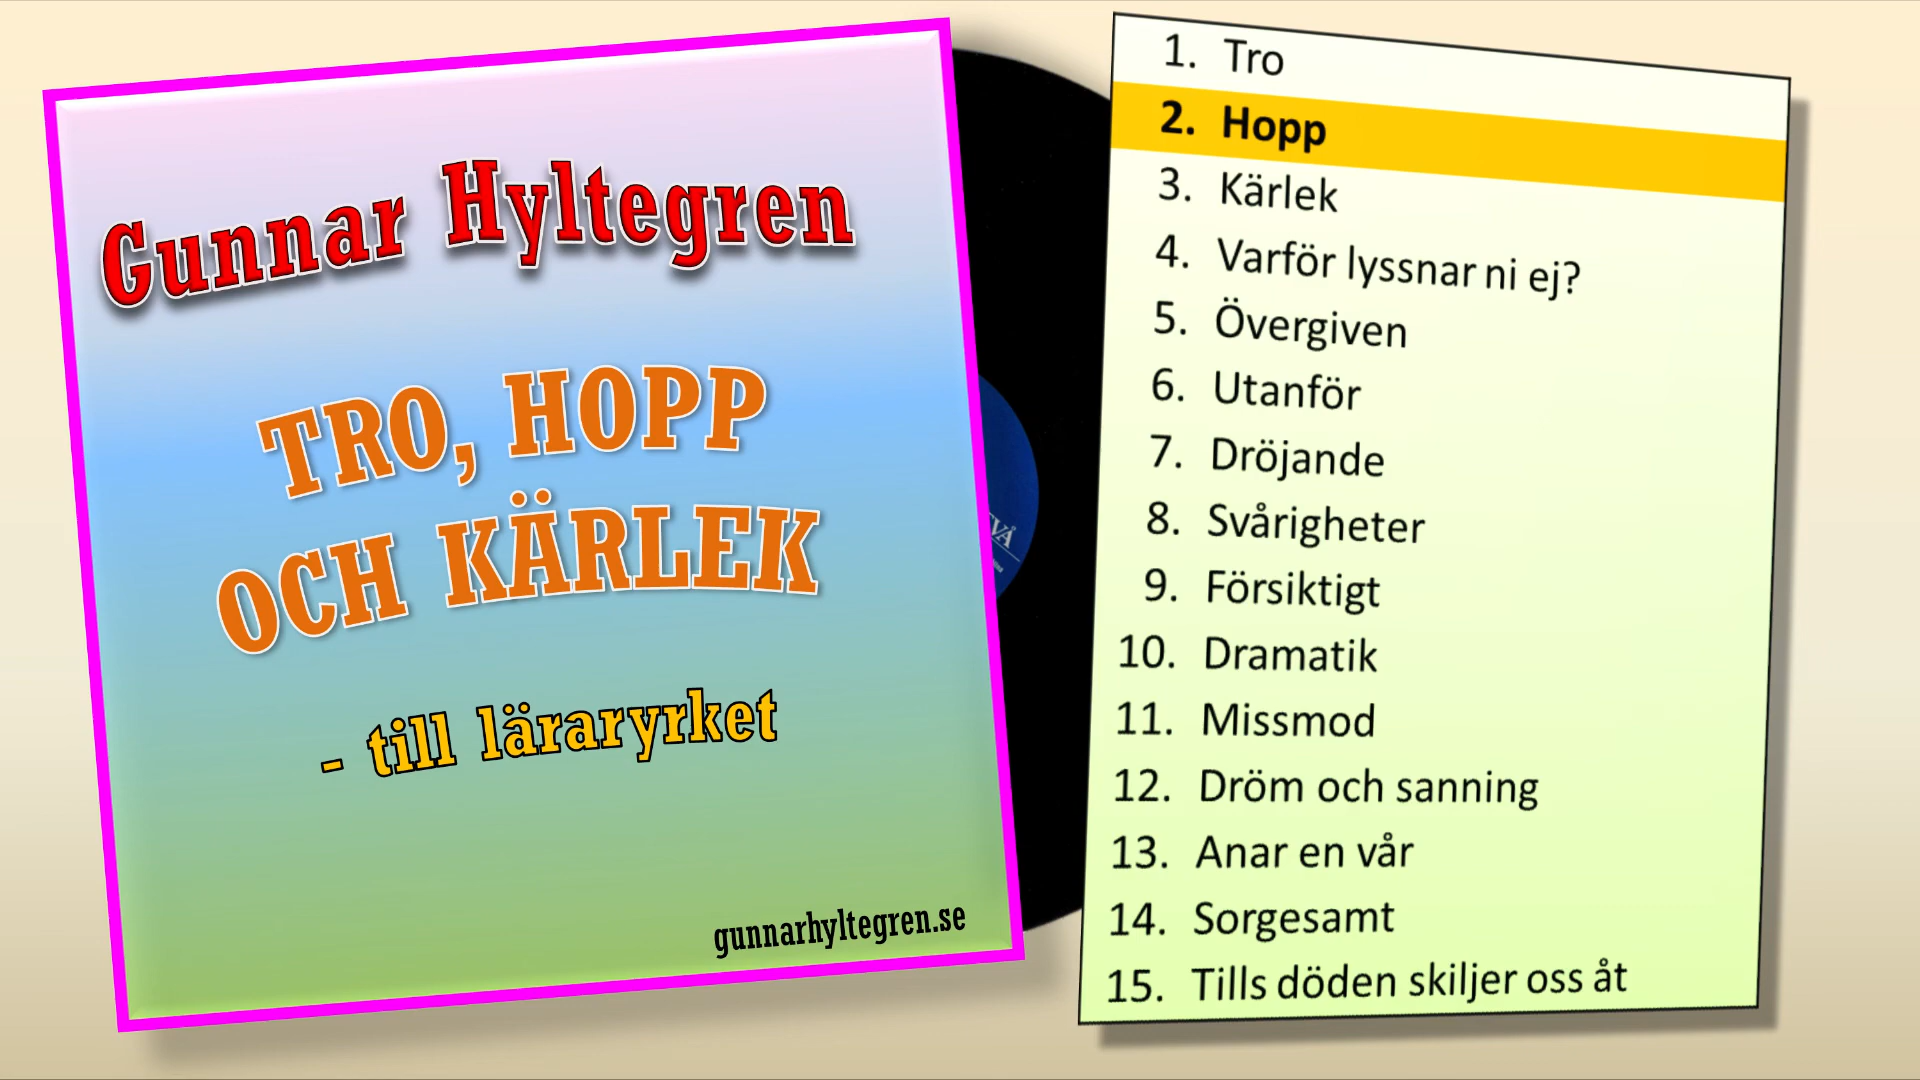 Gunnar Hyltegren
TRO, HOPP
OCH KÄRLEK
- till läraryrket
gunnarhyltegren.se
1. Tro
2. Hopp
3. Kärlek
4. Varför lyssnar ni ej?
5. Övergiven
6. Utanför
7. Dröjande
8. Svårigheter
9. Försiktigt
10. Dramatik
11. Missmod
12. Dröm och sanning
13. Anar en vår
14. Sorgesamt
15. Tills döden skiljer oss åt